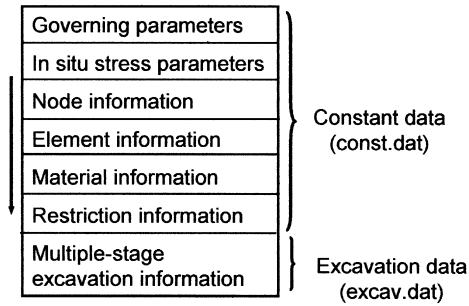 Governing parameters
In situ stress parameters
Node information
Element information
Material information
Restriction information
Multiple-stage
excavation information
Constant data
(const.dat)
Excavation data
(excav.dat)